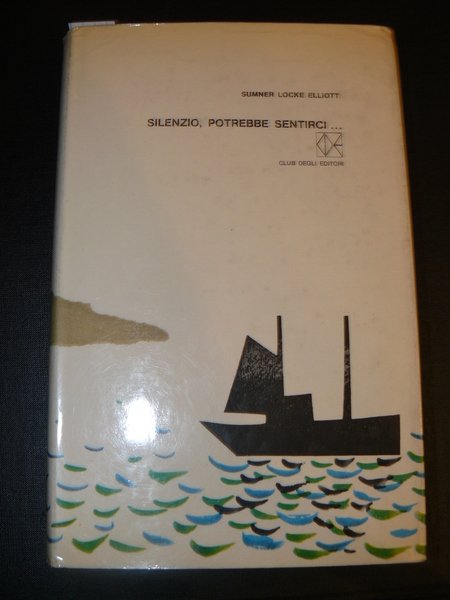 SUMNER LOCKE ELLIOTT:
SILENZIO, POTREBBE SENTIRCI ...
CLUB DEGLI EDITORI